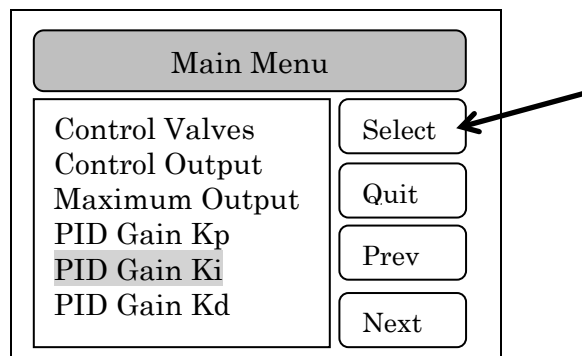 Main Menu
Control Valves
Control Output
Maximum Output
PID Gain Kp
PID Gain Ki
PID Gain Kd
Select
Quit
Prev
Next